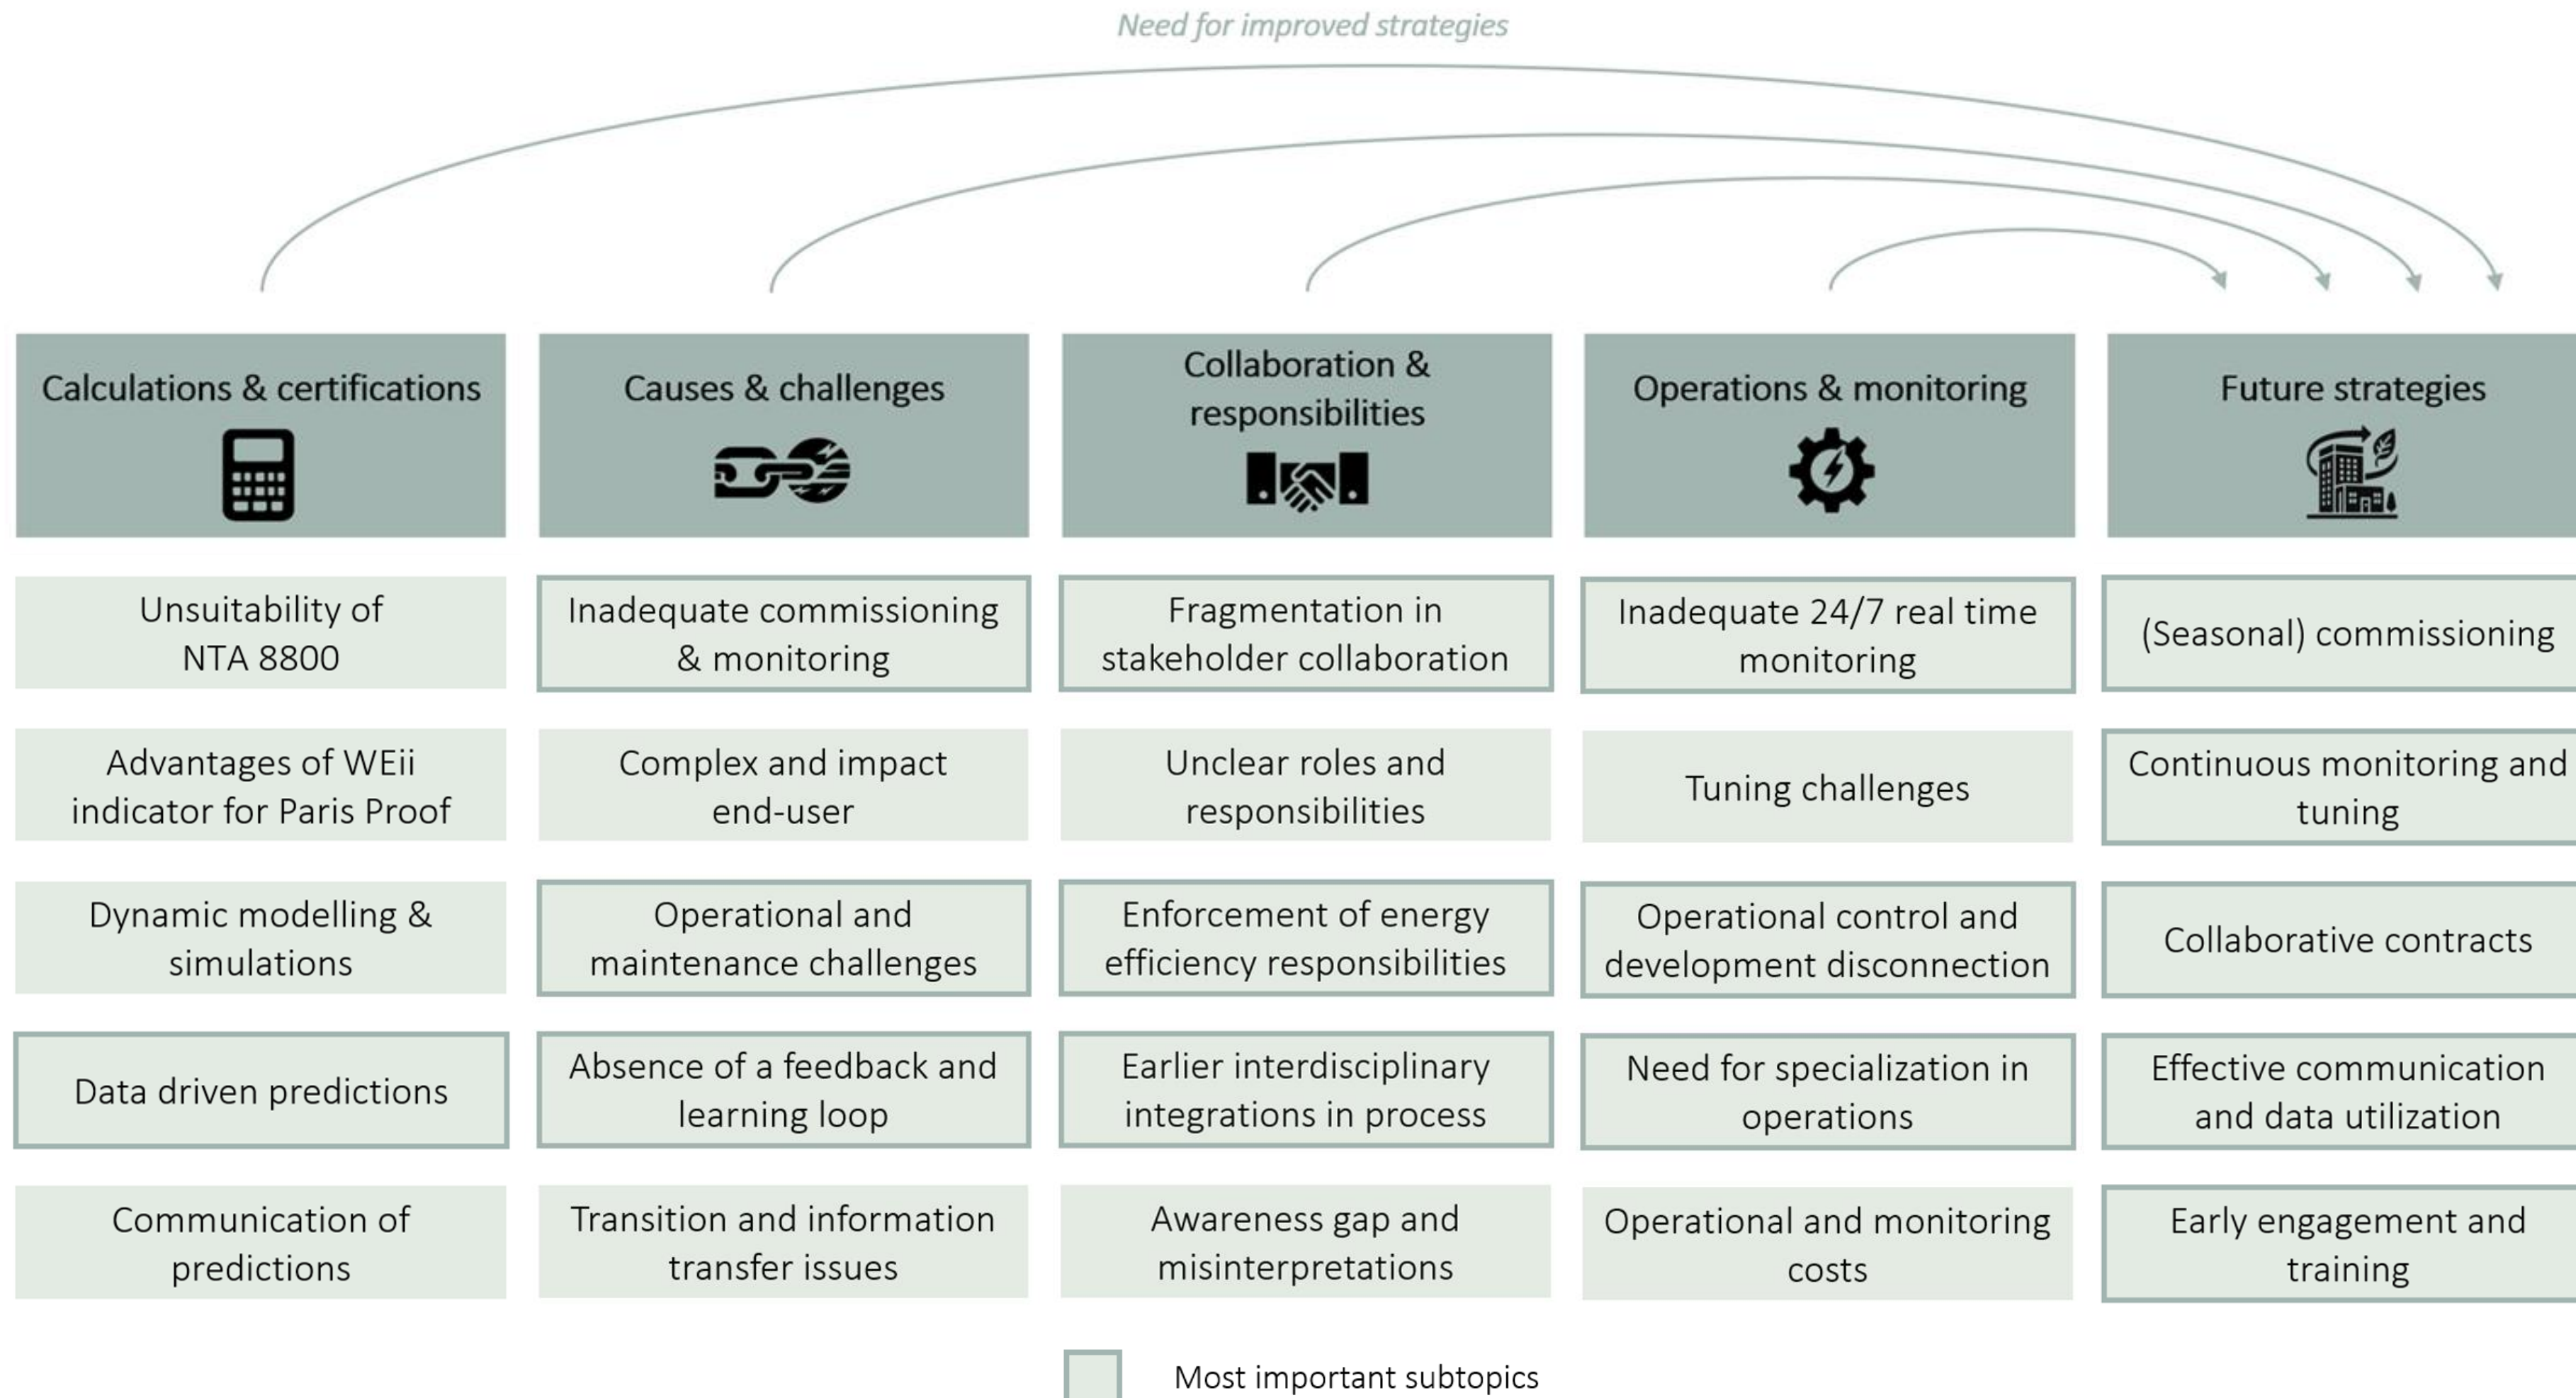 Need for improved strategies
Calculations & certifications
Causes & challenges
Collaboration &
responsibilities
Operations & monitoring
Future strategies
Unsuitability of
NTA 8800
Inadequate commissioning
& monitoring
Fragmentation in
stakeholder collaboration
Inadequate 24/7 real time
monitoring
(Seasonal) commissioning
Advantages of WEii
indicator for Paris Proof
Complex and impact
end-user
Unclear roles and
responsibilities
Tuning challenges
Continuous monitoring and
tuning
Dynamic modelling &
simulations
Operational and
maintenance challenges
Enforcement of energy
efficiency responsibilities
Operational control and
development disconnection
Collaborative contracts
Data driven predictions
Absence of a feedback and
learning loop
Earlier interdisciplinary
integrations in process
Need for specialization in
operations
Effective communication
and data utilization
Communication of
predictions
Transition and information
transfer issues
Awareness gap and
misinterpretations
Operational and monitoring
costs
Early engagement and
training
Most important subtopics